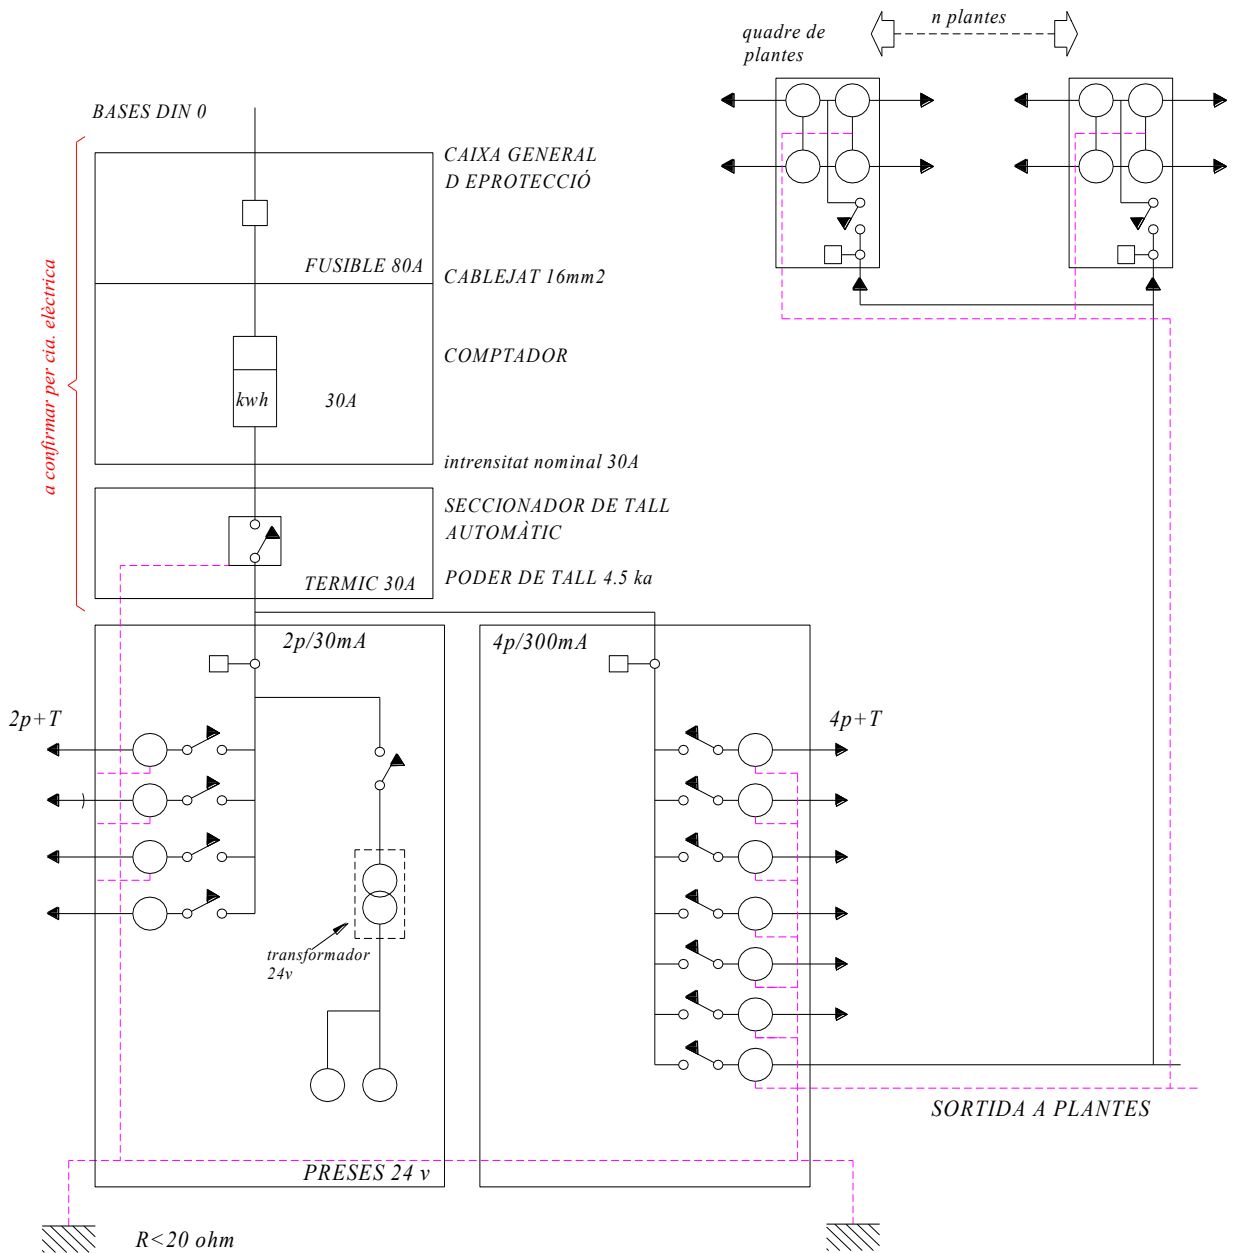 n plantes
quadre de
plantes
BASES DIN 0
CAIXA GENERAL
D EPROTECCIÓ
FUSIBLE 80A
CABLEJAT 16mm2
a confirmar per cia. elèctrica
COMPTADOR
kwh
30A
intrensitat nominal 30A
SECCIONADOR DE TALL
AUTOMÀTIC
TERMIC 30A
PODER DE TALL 4.5 ka
2p/30mA
4p/300mA
2p+T
4p+T
transformador
24v
SORTIDA A PLANTES
PRESES 24 v
R<20 ohm